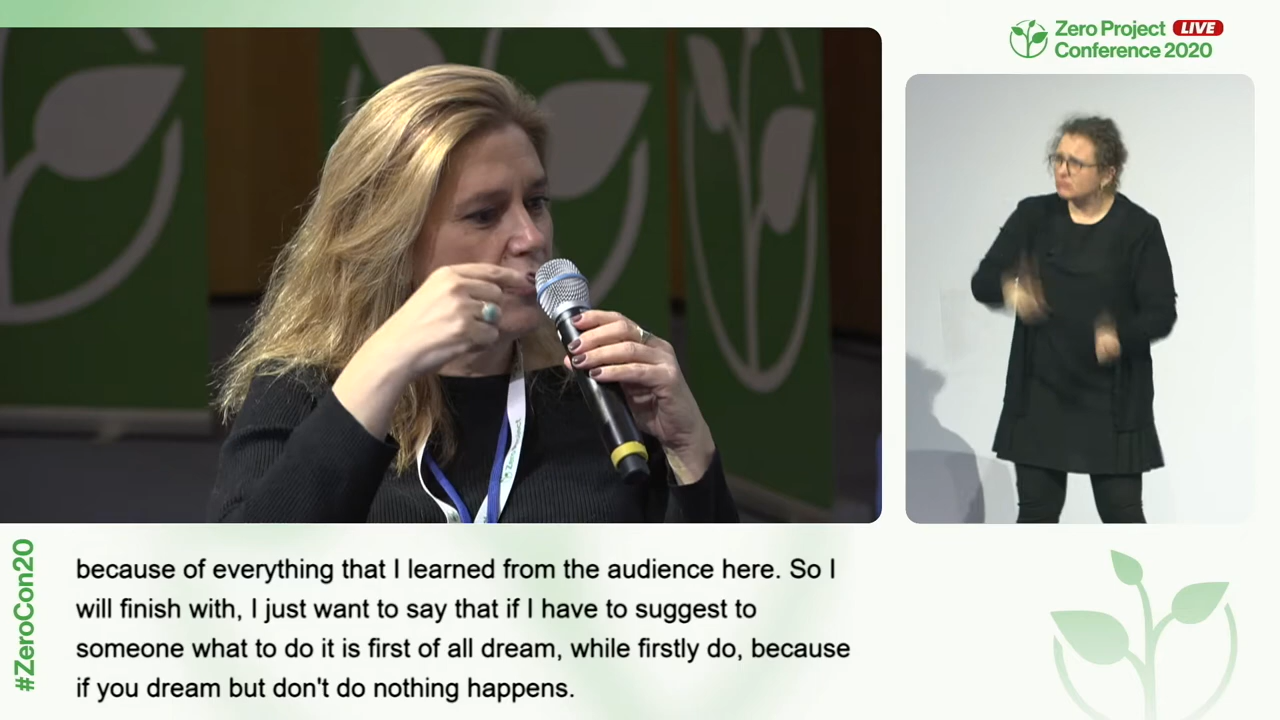 Zero Project LIVE
Conference 2020
Zero Project
#ZeroCon20
because of everything that I learned from the audience here. So I
will finish with, I just want to say that if I have to suggest to
someone what to do it is first of all dream, while firstly do, because
if you dream but don't do nothing happens.